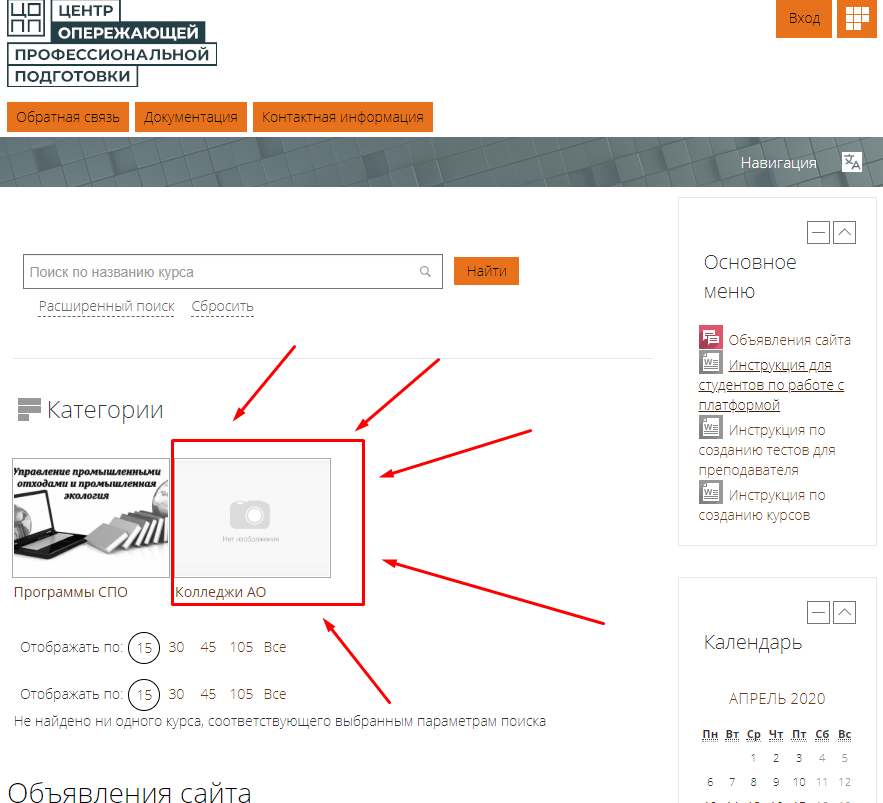 ЦО
ПП
ЦЕНТР
ОПЕРЕЖАЮЩЕЙ
ПРОФЕССИОНАЛЬНОЙ
ПОДГОТОВКИ
Вход
Обратная связь
Документация
Контактная информация
Навигация
Поиск по названию курса
Найти
Расширенный поиск
Сбросить
Категории
Управление промышленными
отходами и промышленная
экология
Нет изображения
Программы СПО
Колледжи АО
Отображать по: 15 30 45 105 Все
Отображать по: 15 30 45 105 Все
Не найдено ни одного курса, соответствующего выбранным параметрам поиска
Объявления сайта
Основное
меню
Объявления сайта
Инструкция для
студентов по работе с
платформой
Инструкция по
созданию тестов для
преподавателя
Инструкция по
созданию курсов
Календарь
АПРЕЛЬ 2020
Пн Вт Ср Чт Пт Сб Вс
1 2 3 4 5
6 7 8 9 10 11 12